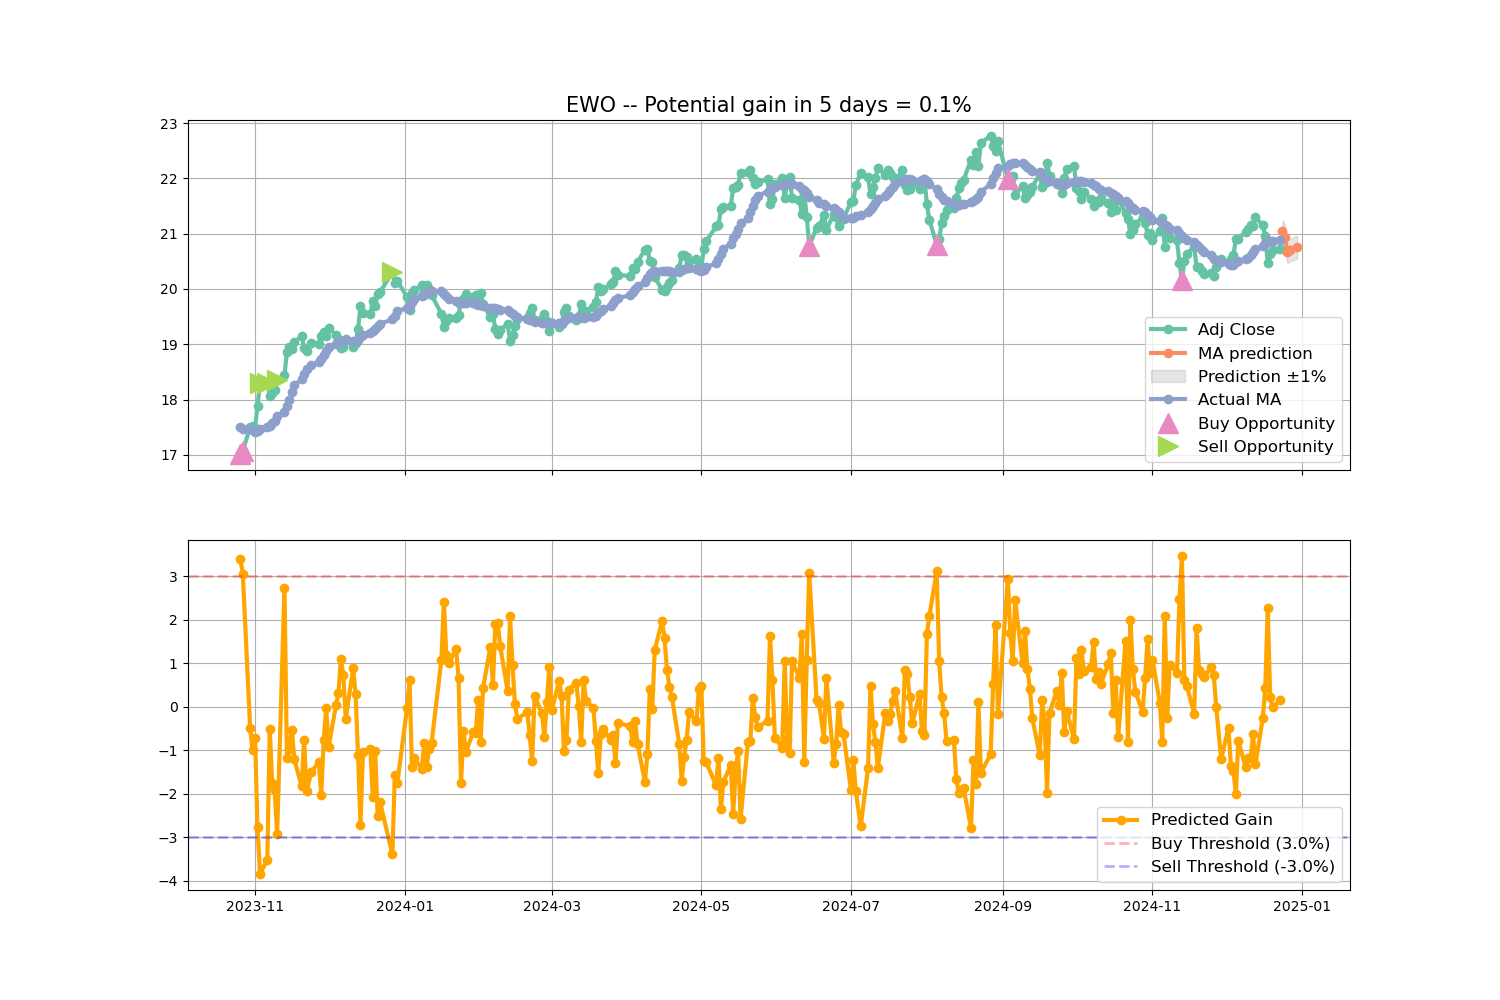 EWO -- Potential gain in 5 days = 0.1%
23
22
21
20
19
18
17
Adj Close
MA prediction
Prediction ±1%
Actual MA
Buy Opportunity
Sell Opportunity
3
2
1
0
−1
−2
−3
−4
Predicted Gain
Buy Threshold (3.0%)
Sell Threshold (-3.0%)
2023-11 2024-01 2024-03 2024-05 2024-07 2024-09 2024-11 2025-01